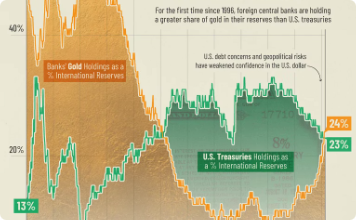 For the first time since 1996, foreign central banks are holding
a greater share of gold in their reserves than U.S. treasuries
40%
U.S. debt concerns and geopolitical risks
have weakened confidence in the U.S. dollar
Banks' Gold Holdings as a
% International Reserves
24%
23%
20%
U.S. Treasuries Holdings as
a % International Reserves
13%